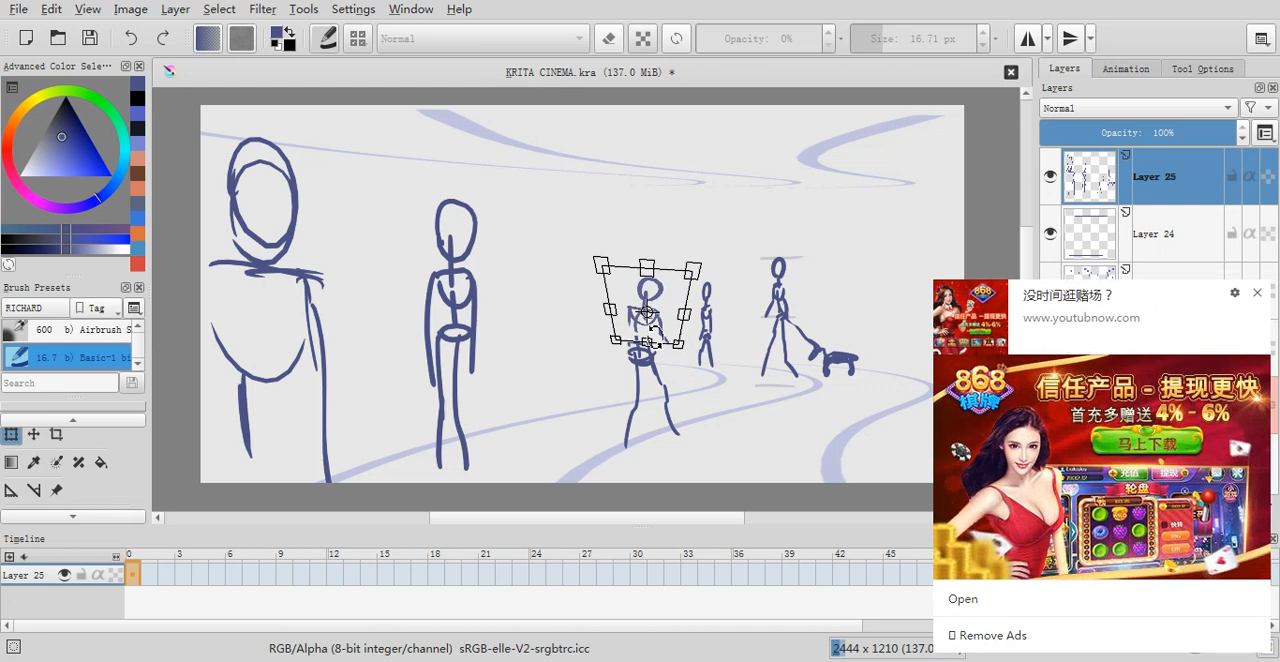 File Edit View Image Layer Select Filter Tools Settings Window Help
Normal
Opacity: 0%
Size: 16.71 px
Advanced Color Sele···
KRITA CINEMA.kra (137.0 MiB) *
Layers Animation Tool Options
Layers
Normal
Opacity: 100%
Layer 25
Layer 24
Brush Presets
RICHARD
Tag
600 b) Airbrush S
16.7 b) Basic-1 bi
Search
没时间逛赌场？
www.youtubnow.com
868
棋牌
信任产品 - 提现更快
首充多赠送 4% - 6%
马上下载
轮盘
Open
Remove Ads
Timeline
0 3 6 9 12 15 18 21 24 27 30 33 36 39 42 45
Layer 25
RGB/Alpha (8-bit integer/channel) sRGB-elle-V2-srgbtrc.icc
2444 x 1210 (137.0